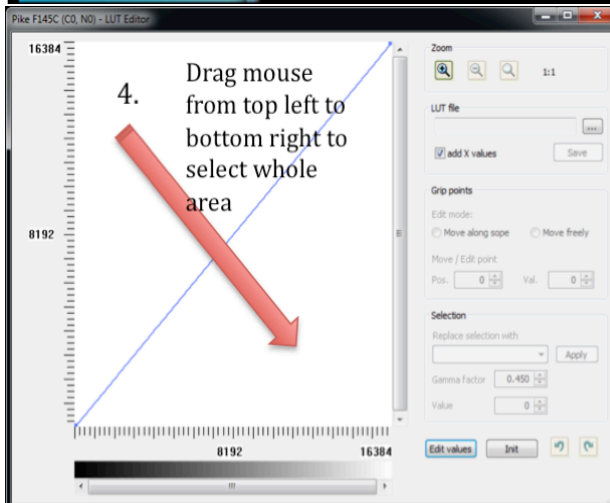 Pike F145C (C0, N0) - LUT Editor
16384
8192
4.
Drag mouse
from top left to
bottom right to
select whole
area
8192
16384
Zoom
1:1
LUT file
...
add X values
Save
Grip points
Edit mode:
Move along sope
Move freely
Move / Edit point
Pos. 0
Val. 0
Selection
Replace selection with
Apply
Gamma factor 0.450
Value 0
Edit values
Init